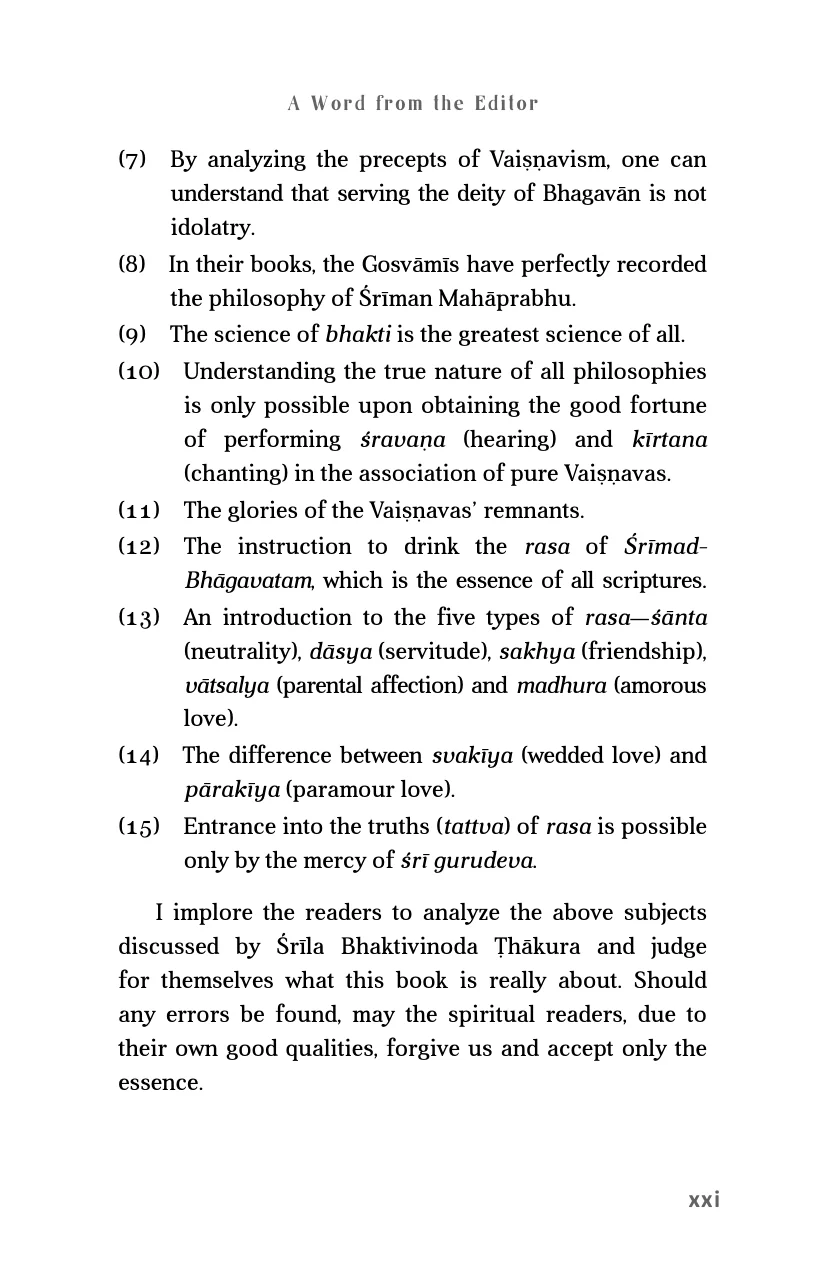 A Word from the Editor
(7) By analyzing the precepts of Vaiṣṇavism, one can
understand that serving the deity of Bhagavān is not
idolatry.
(8) In their books, the Gosvāmīs have perfectly recorded
the philosophy of Śrīman Mahāprabhu.
(9) The science of bhakti is the greatest science of all.
(10) Understanding the true nature of all philosophies
is only possible upon obtaining the good fortune
of performing śravaṇa (hearing) and kīrtana
(chanting) in the association of pure Vaiṣṇavas.
(11) The glories of the Vaiṣṇavas’ remnants.
(12) The instruction to drink the rasa of Śrīmad-
Bhāgavatam, which is the essence of all scriptures.
(13) An introduction to the five types of rasa—śānta
(neutrality), dāsya (servitude), sakhya (friendship),
vātsalya (parental affection) and madhura (amorous
love).
(14) The difference between svakīya (wedded love) and
pārakīya (paramour love).
(15) Entrance into the truths (tattva) of rasa is possible
only by the mercy of śrī gurudeva.
I implore the readers to analyze the above subjects
discussed by Śrīla Bhaktivinoda Ṭhākura and judge
for themselves what this book is really about. Should
any errors be found, may the spiritual readers, due to
their own good qualities, forgive us and accept only the
essence.
xxi